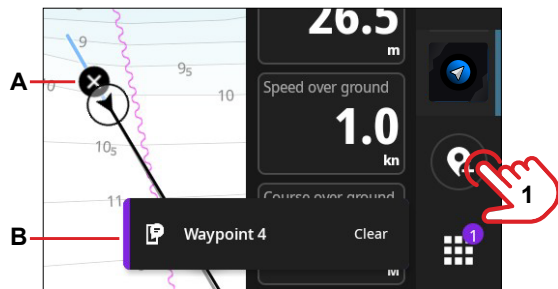 26.5
m
9
9₅
10
10₅
11
A
Speed over ground
1.0
kn
1
Course over ground
B
Waypoint 4
Clear
1
M